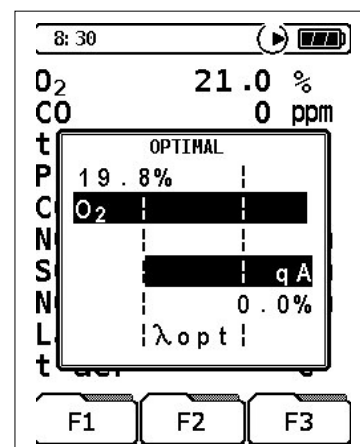 8:30
O₂ 21.0 %
CO 0 ppm
t
P OPTIMAL
C 19.8%
N O₂
S qA
N 0.0%
L λopt
t
F1 F2 F3